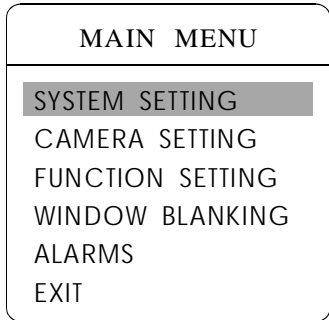 MAIN MENU
SYSTEM SETTING
CAMERA SETTING
FUNCTION SETTING
WINDOW BLANKING
ALARMS
EXIT